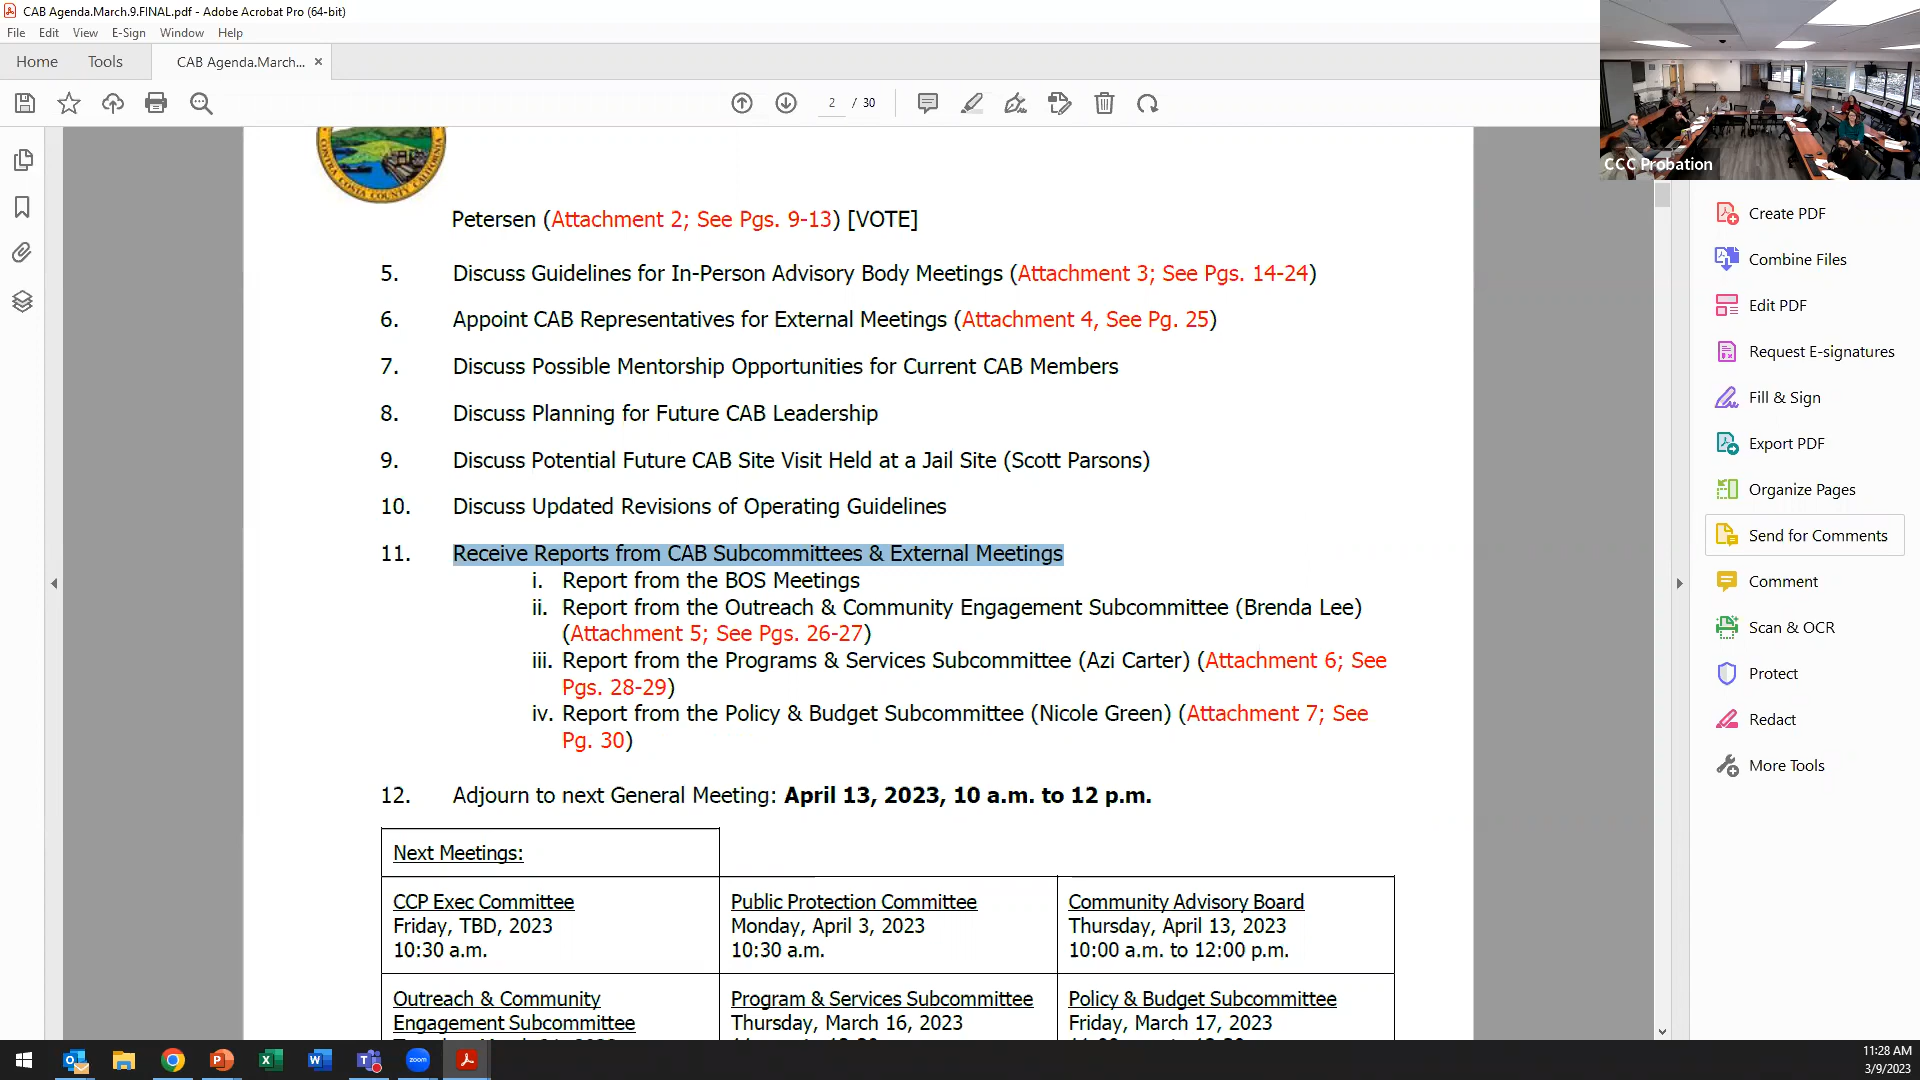 CAB Agenda.March.9.FINAL.pdf - Adobe Acrobat Pro (64-bit)
File Edit View E-Sign Window Help
Home Tools CAB Agenda.March... ×
2 / 30
CCC Probation
CONTRA COSTA COUNTY CALIFORNIA
Petersen (Attachment 2; See Pgs. 9-13) [VOTE]
5. Discuss Guidelines for In-Person Advisory Body Meetings (Attachment 3; See Pgs. 14-24)
6. Appoint CAB Representatives for External Meetings (Attachment 4, See Pg. 25)
7. Discuss Possible Mentorship Opportunities for Current CAB Members
8. Discuss Planning for Future CAB Leadership
9. Discuss Potential Future CAB Site Visit Held at a Jail Site (Scott Parsons)
10. Discuss Updated Revisions of Operating Guidelines
11. Receive Reports from CAB Subcommittees & External Meetings
i. Report from the BOS Meetings
ii. Report from the Outreach & Community Engagement Subcommittee (Brenda Lee)
(Attachment 5; See Pgs. 26-27)
iii. Report from the Programs & Services Subcommittee (Azi Carter) (Attachment 6; See
Pgs. 28-29)
iv. Report from the Policy & Budget Subcommittee (Nicole Green) (Attachment 7; See
Pg. 30)
12. Adjourn to next General Meeting: April 13, 2023, 10 a.m. to 12 p.m.
Next Meetings:
CCP Exec Committee
Friday, TBD, 2023
10:30 a.m.
Public Protection Committee
Monday, April 3, 2023
10:30 a.m.
Community Advisory Board
Thursday, April 13, 2023
10:00 a.m. to 12:00 p.m.
Outreach & Community
Engagement Subcommittee
Program & Services Subcommittee
Thursday, March 16, 2023
Policy & Budget Subcommittee
Friday, March 17, 2023
Create PDF
Combine Files
Edit PDF
Request E-signatures
Fill & Sign
Export PDF
Organize Pages
Send for Comments
Comment
Scan & OCR
Protect
Redact
More Tools
zoom
11:28 AM
3/9/2023